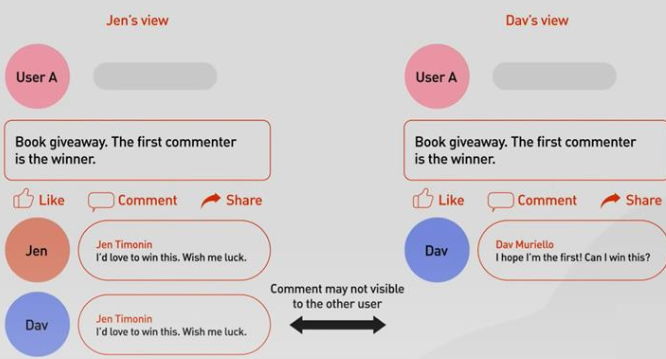 Jen's view
User A
Book giveaway. The first commenter
is the winner.
Like Comment Share
Jen
Jen Timonin
I'd love to win this. Wish me luck.
Dav
Jen Timonin
I'd love to win this. Wish me luck.
Comment may not visible
to the other user
Dav's view
User A
Book giveaway. The first commenter
is the winner.
Like Comment Share
Dav
Dav Muriello
I hope I'm the first! Can I win this?